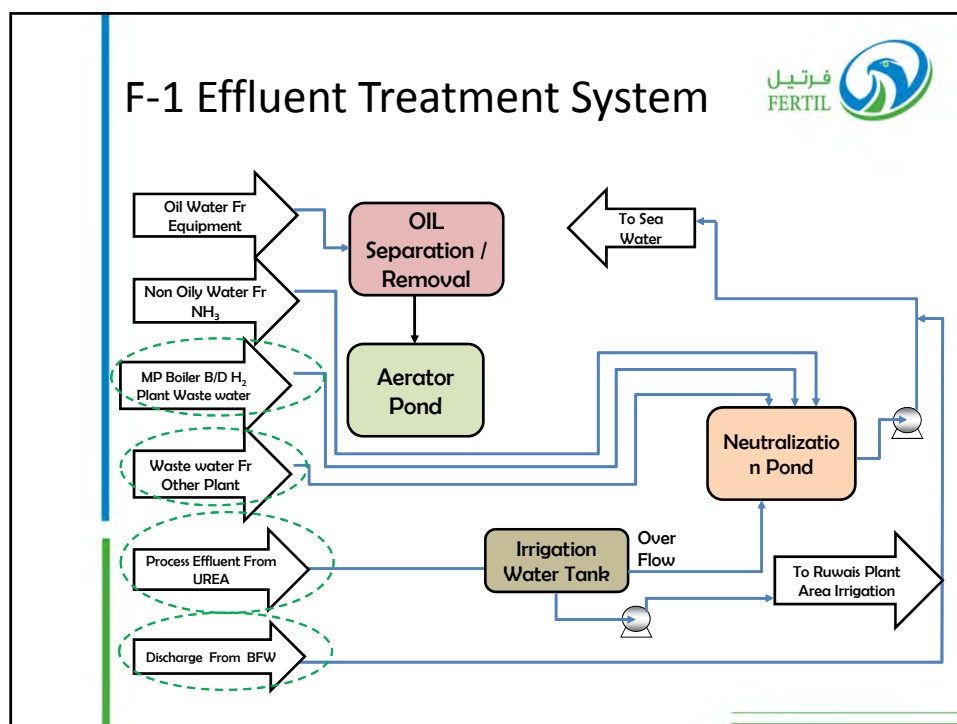 F-1 Effluent Treatment System
فرتيل
FERTIL
Oil Water Fr
Equipment
OIL
Separation /
Removal
To Sea
Water
Non Oily Water Fr
NH₃
MP Boiler B/D H₂
Plant Waste water
Aerator
Pond
Neutralizatio
n Pond
Waste water Fr
Other Plant
Process Effluent From
UREA
Irrigation
Water Tank
Over
Flow
To Ruwais Plant
Area Irrigation
Discharge From BFW